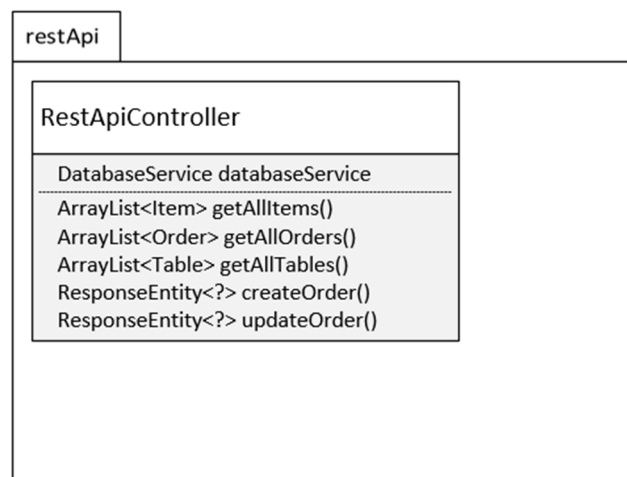 restApi
RestApiController
DatabaseService databaseService
ArrayList<Item> getAllItems()
ArrayList<Order> getAllOrders()
ArrayList<Table> getAllTables()
ResponseEntity<?> createOrder()
ResponseEntity<?> updateOrder()